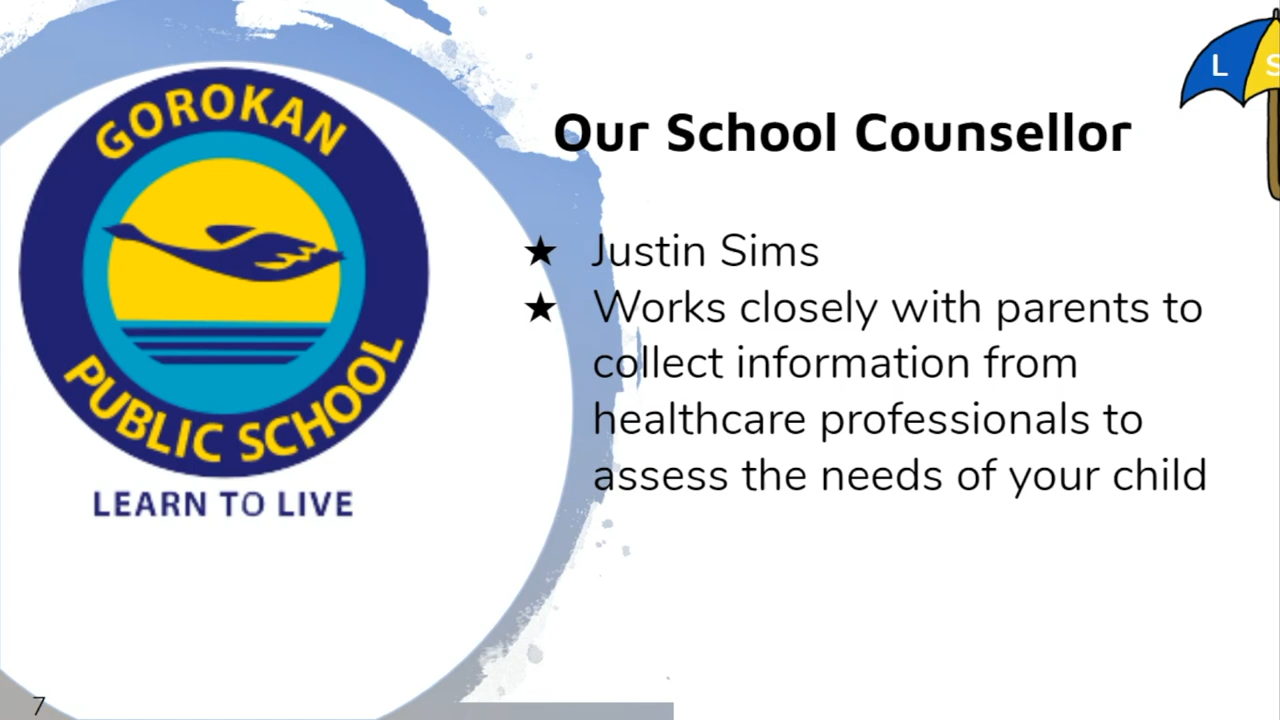 GOROKAN
PUBLIC SCHOOL
LEARN TO LIVE
Our School Counsellor
L S
★ Justin Sims
★ Works closely with parents to
collect information from
healthcare professionals to
assess the needs of your child
7